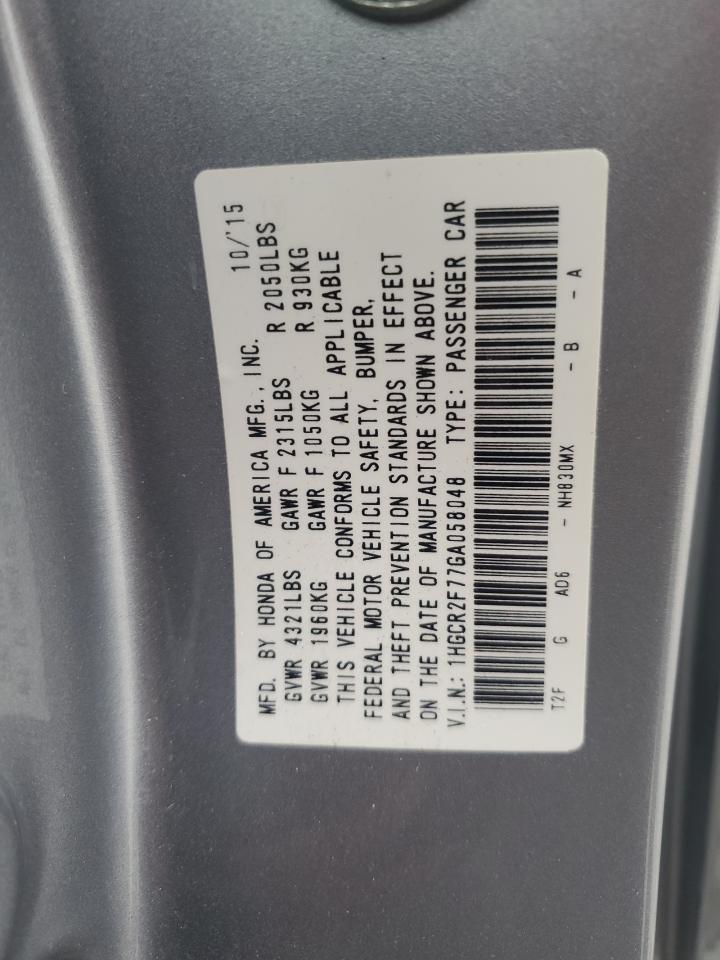 MFD. BY HONDA OF AMERICA MFG., INC. 10/'15
GVWR 4321LBS GAWR F 2315LBS R 2050LBS
GVWR 1960KG GAWR F 1050KG R 930KG
THIS VEHICLE CONFORMS TO ALL APPLICABLE
FEDERAL MOTOR VEHICLE SAFETY, BUMPER,
AND THEFT PREVENTION STANDARDS IN EFFECT
ON THE DATE OF MANUFACTURE SHOWN ABOVE.
V.I.N.: 1HGCR2F77GA058048 TYPE: PASSENGER CAR
T2F G AD6 - NH830MX - B - A